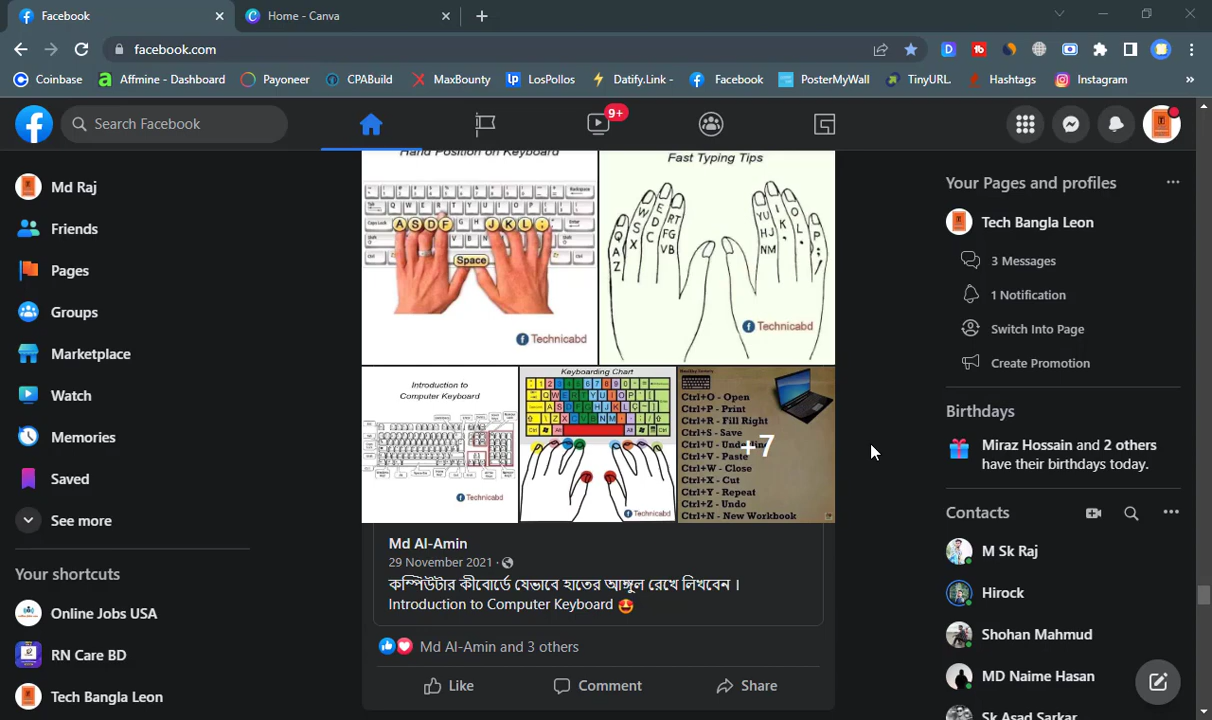 Facebook
Home - Canva
facebook.com
Coinbase
Affmine - Dashboard
Payoneer
CPABuild
MaxBounty
LosPollos
Datify.Link -
Facebook
PosterMyWall
TinyURL.
Hashtags
Instagram
»
Search Facebook
9+
Md Raj
Friends
Pages
Groups
Marketplace
Watch
Memories
Saved
See more
Your shortcuts
Online Jobs USA
RN Care BD
Tech Bangla Leon
Hand Position on Keyboard
A S D F J K L ;
Space
Technicabd
Fast Typing Tips
Technicabd
Introduction to
Computer Keyboard
Technicabd
Keyboarding Chart
Technicabd
Ctrl+O - Open
Ctrl+P - Print
Ctrl+R - Fill Right
Ctrl+S - Save
Ctrl+V - Paste
Ctrl+W - Close
Ctrl+X - Cut
Ctrl+Y - Repeat
Ctrl+Z - Undo
Ctrl+N - New Workbook
+7
Md Al-Amin
29 November 2021 ·
কম্পিউটার কীবোর্ডে যেভাবে হাতের আঙ্গুল রেখে লিখবেন ।
Introduction to Computer Keyboard 🤩
Md Al-Amin and 3 others
Like
Comment
Share
Your Pages and profiles
Tech Bangla Leon
3 Messages
1 Notification
Switch Into Page
Create Promotion
Birthdays
Miraz Hossain and 2 others
have their birthdays today.
Contacts
M Sk Raj
Hirock
Shohan Mahmud
MD Naime Hasan
Sk Asad Sarkar